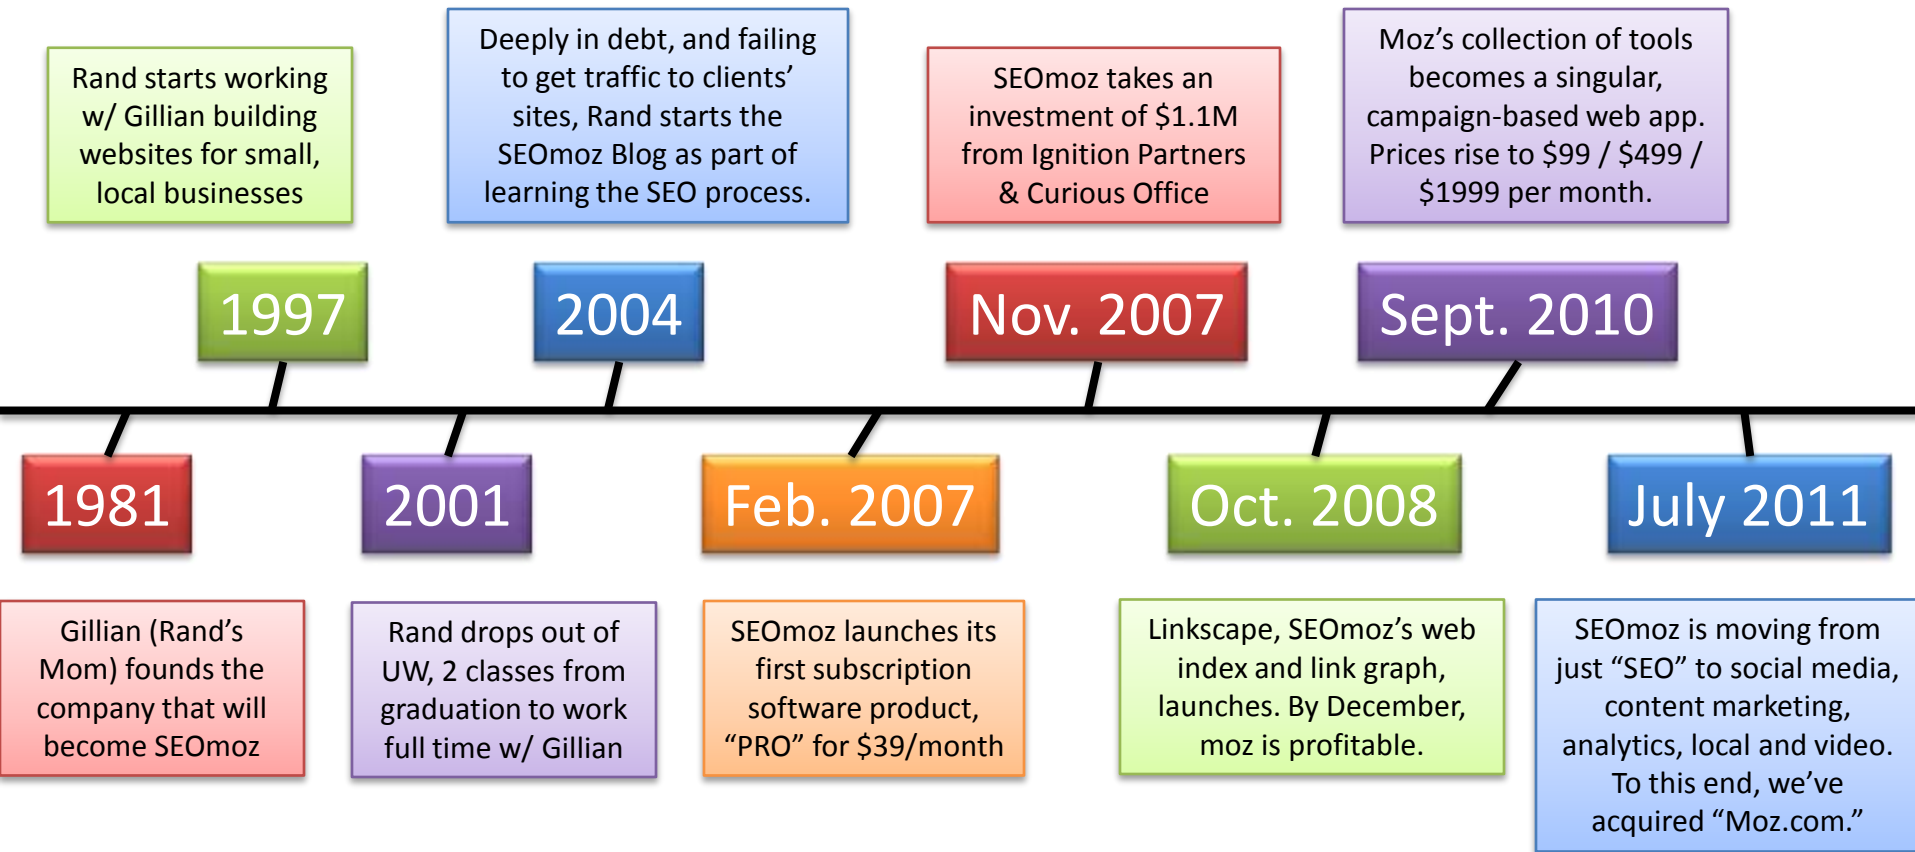 Rand starts working
w/ Gillian building
websites for small,
local businesses
Deeply in debt, and failing
to get traffic to clients’
sites, Rand starts the
SEOmoz Blog as part of
learning the SEO process.
SEOmoz takes an
investment of $1.1M
from Ignition Partners
& Curious Office
Moz’s collection of tools
becomes a singular,
campaign-based web app.
Prices rise to $99 / $499 /
$1999 per month.
1997
2004
Nov. 2007
Sept. 2010
1981
2001
Feb. 2007
Oct. 2008
July 2011
Gillian (Rand’s
Mom) founds the
company that will
become SEOmoz
Rand drops out of
UW, 2 classes from
graduation to work
full time w/ Gillian
SEOmoz launches its
first subscription
software product,
“PRO” for $39/month
Linkscape, SEOmoz’s web
index and link graph,
launches. By December,
moz is profitable.
SEOmoz is moving from
just “SEO” to social media,
content marketing,
analytics, local and video.
To this end, we’ve
acquired “Moz.com.”